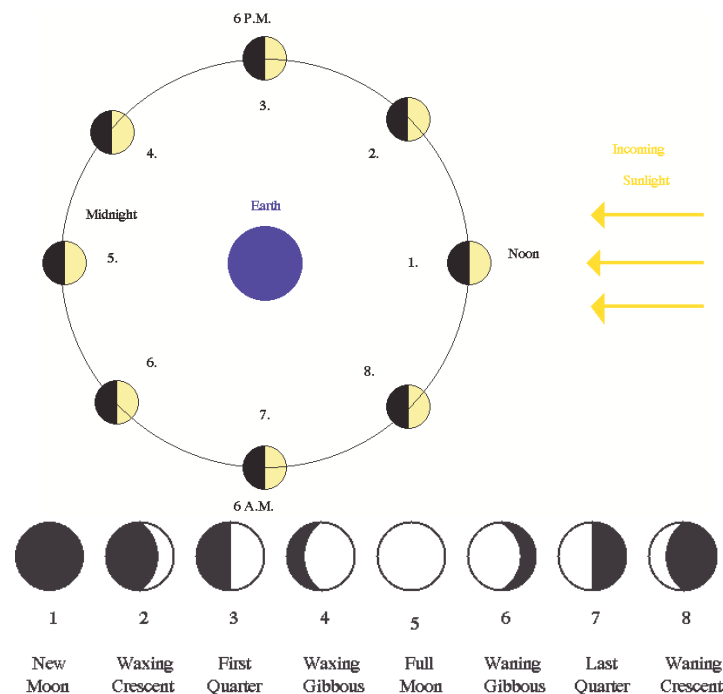 6 P.M.
3.
2.
4.
Incoming
Sunlight
Midnight
Earth
5.
1.
Noon
6.
8.
7.
6 A.M.
1 2 3 4 5 6 7 8
New Waxing First Waxing Full Waning Last Waning
Moon Crescent Quarter Gibbous Moon Gibbous Quarter Crescent